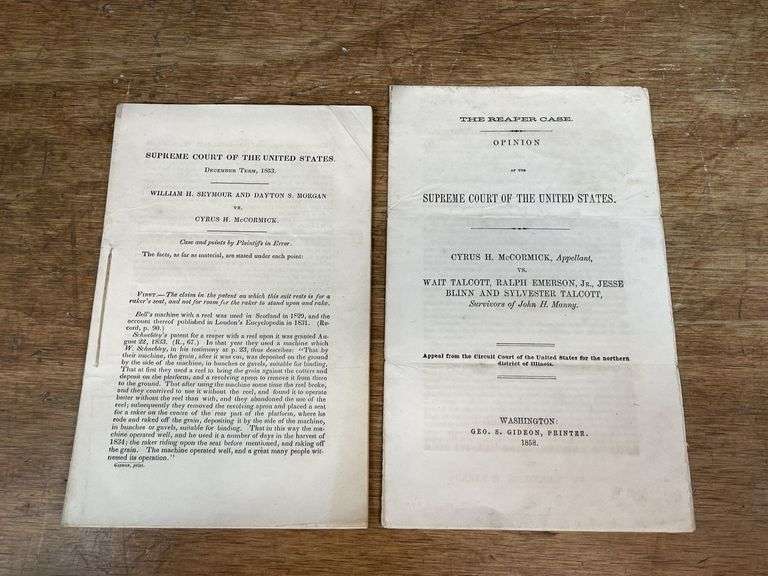 SUPREME COURT OF THE UNITED STATES.
December Term, 1853.
WILLIAM H. SEYMOUR AND DAYTON S. MORGAN
VS.
CYRUS H. McCORMICK.
Case and points by Plaintiffs in Error.
The facts, as far as material, are stated under each point:
First.—The claim in the patent on which this suit rests is for a
raker's seat, and not for room for the raker to stand upon and rake.
Bell's machine with a reel was used in Scotland in 1829, and the
account thereof published in London's Encyclopedia in 1831. (Re-
cord, p. 90.)
Schnebley's patent for a reaper with a reel upon it was granted Au-
gust 22, 1833. (R., 67.) In that year they used a machine which
W. Schnebley, in his testimony at p. 23, thus describes: "That by
their machine, the grain, after it was cut, was deposited on the ground
by the side of the machine, in bunches or gavels, suitable for binding.
That at first they used a reel to bring the grain against the cutters and
deposit on the platform, and a revolving apron to remove it from there
to the ground. That after using the machine some time the reel broke,
and they contrived to use it without the reel, and found it to operate
better without the reel than with, and they abandoned the use of the
reel; subsequently they removed the revolving apron and placed a seat
for a raker on the centre of the rear part of the platform, where he
rode and raked off the grain, depositing it by the side of the machine,
in bunches or gavels, suitable for binding. That in this way the ma-
chine operated well, and he used it a number of days in the harvest of
1834; the raker riding upon the seat before mentioned, and raking off
the grain. The machine operated well, and a great many people wit-
nessed its operation."
Gideon, print.
THE REAPER CASE.
OPINION
OF THE
SUPREME COURT OF THE UNITED STATES.
CYRUS H. McCORMICK, Appellant,
VS.
WAIT TALCOTT, RALPH EMERSON, Jr., JESSE
BLINN AND SYLVESTER TALCOTT,
Survivors of John H. Manny.
Appeal from the Circuit Court of the United States for the northern
district of Illinois.
WASHINGTON:
GEO. S. GIDEON, PRINTER.
1858.